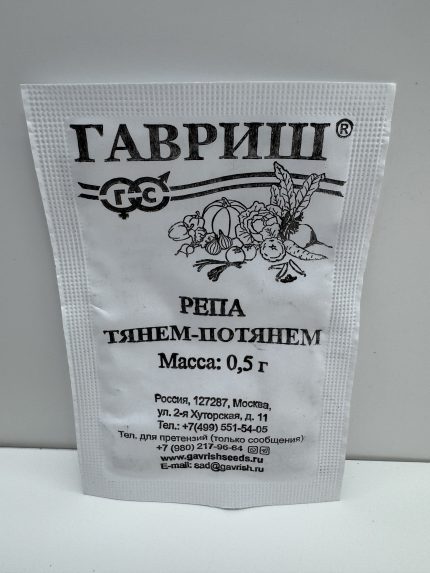 ГАВРИШ®
ГС
РЕПА
ТЯНЕМ-ПОТЯНЕМ
Масса: 0,5 г
Россия, 127287, Москва,
ул. 2-я Хуторская, д. 11
Тел.: +7(499) 551-54-05
Тел. для претензий (только сообщения)
+7 (980) 217-96-64
www.gavrishseeds.ru
E-mail: sad@gavrish.ru